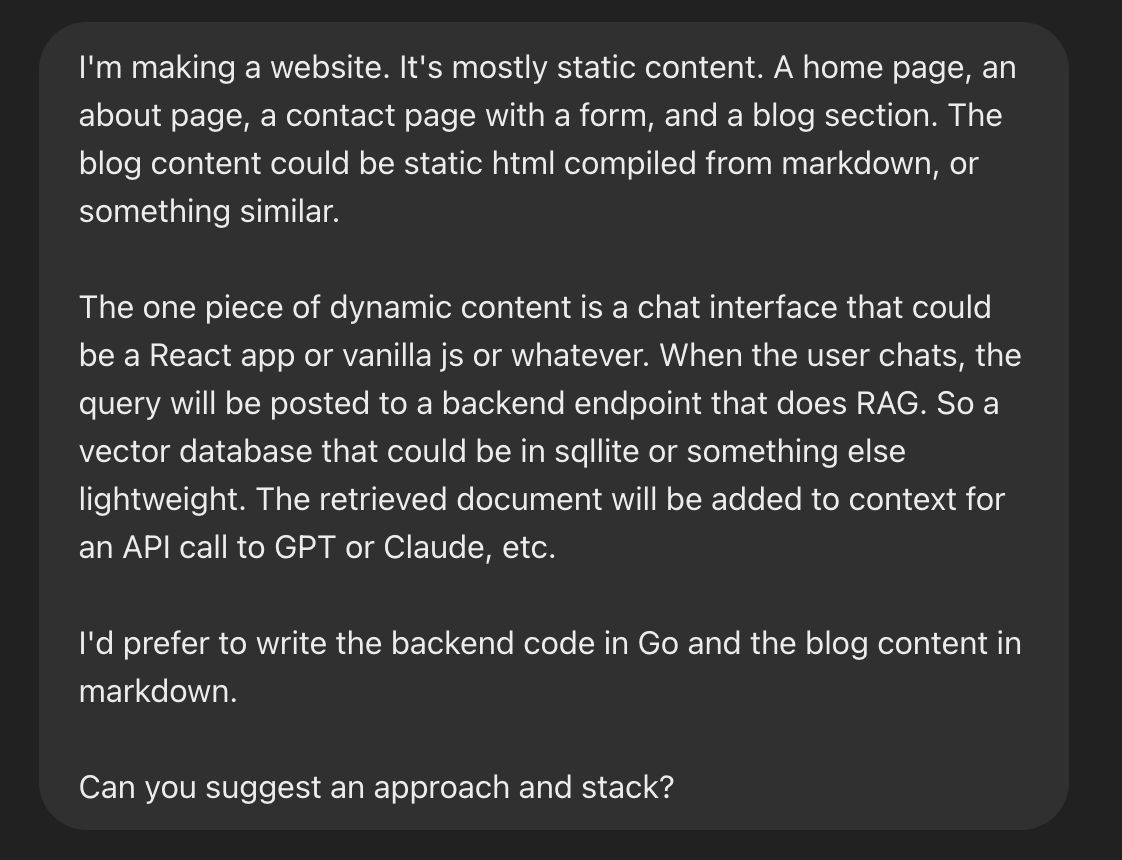 I'm making a website. It's mostly static content. A home page, an
about page, a contact page with a form, and a blog section. The
blog content could be static html compiled from markdown, or
something similar.
The one piece of dynamic content is a chat interface that could
be a React app or vanilla js or whatever. When the user chats, the
query will be posted to a backend endpoint that does RAG. So a
vector database that could be in sqllite or something else
lightweight. The retrieved document will be added to context for
an API call to GPT or Claude, etc.
I'd prefer to write the backend code in Go and the blog content in
markdown.
Can you suggest an approach and stack?